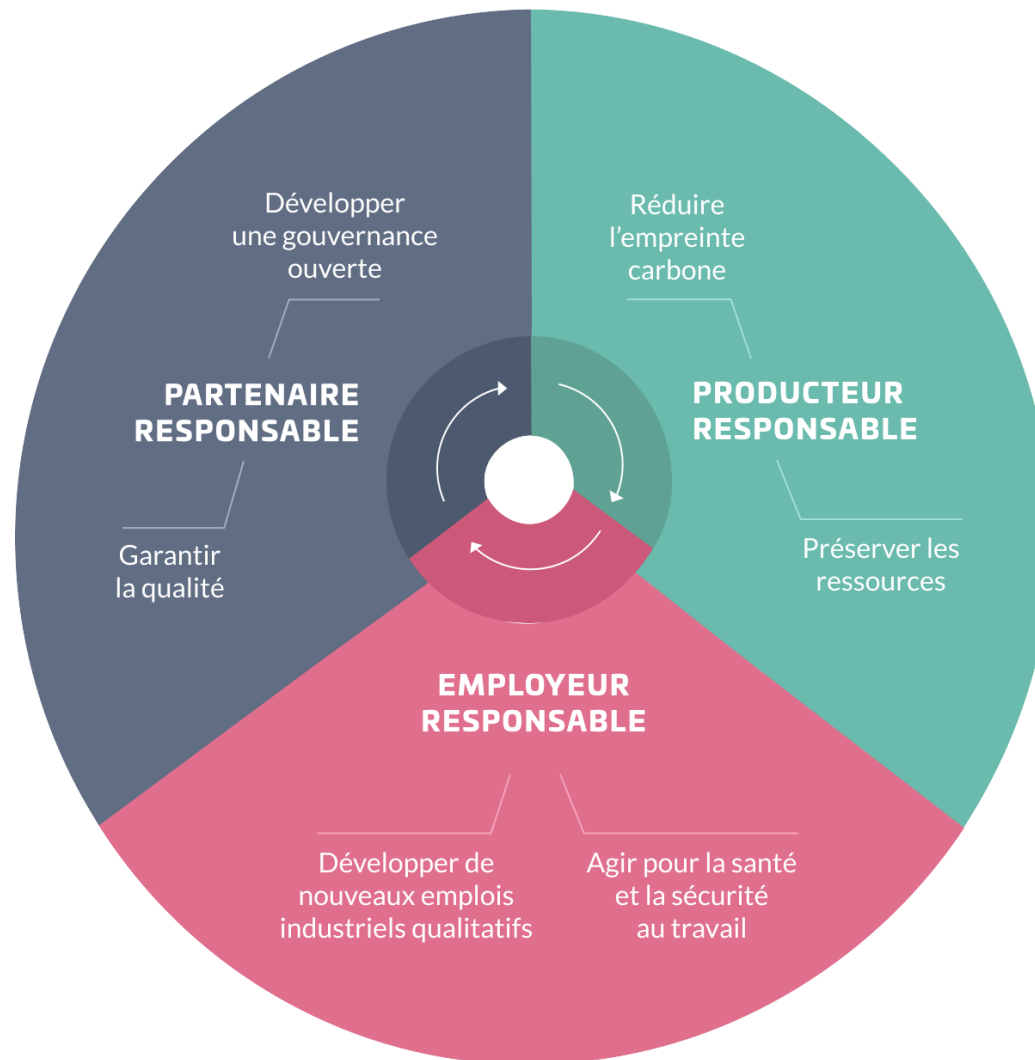 Développer
une gouvernance
ouverte
PARTENAIRE
RESPONSABLE
Garantir
la qualité
Réduire
l’empreinte
carbone
PRODUCTEUR
RESPONSABLE
Préserver les
ressources
EMPLOYEUR
RESPONSABLE
Développer de
nouveaux emplois
industriels qualitatifs
Agir pour la santé
et la sécurité
au travail